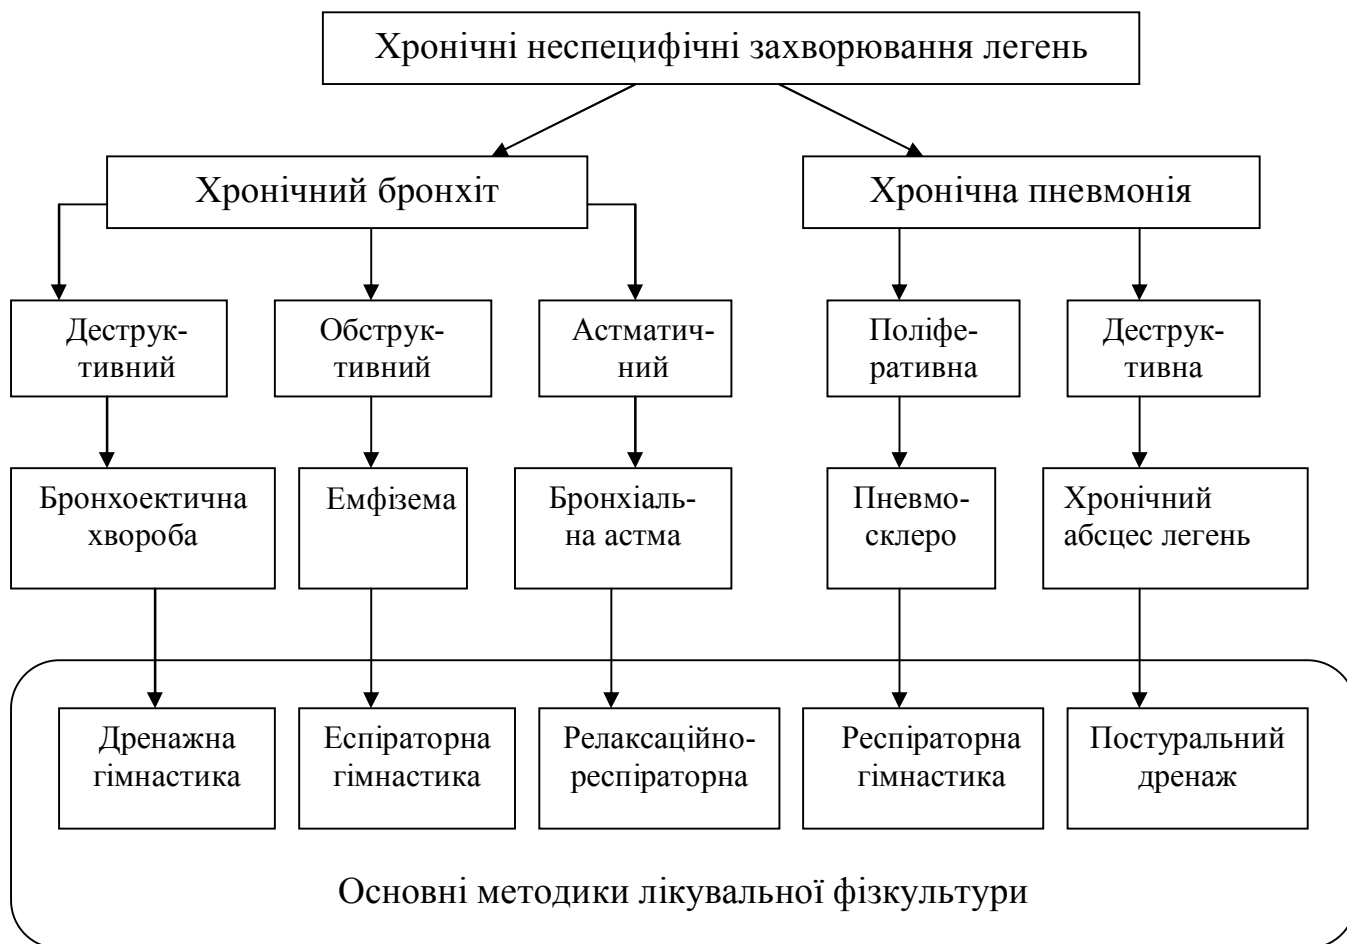 Хронічні неспецифічні захворювання легень
Хронічний бронхіт
Хронічна пневмонія
Деструк-
тивний
Обструк-
тивний
Астматич-
ний
Поліфе-
ративна
Деструк-
тивна
Бронхоектична
хвороба
Емфізема
Бронхіаль-
на астма
Пневмо-
склеро
Хронічний
абсцес легень
Дренажна
гімнастика
Еспіраторна
гімнастика
Релаксаційно-
респіраторна
Респіраторна
гімнастика
Постуральний
дренаж
Основні методики лікувальної фізкультури